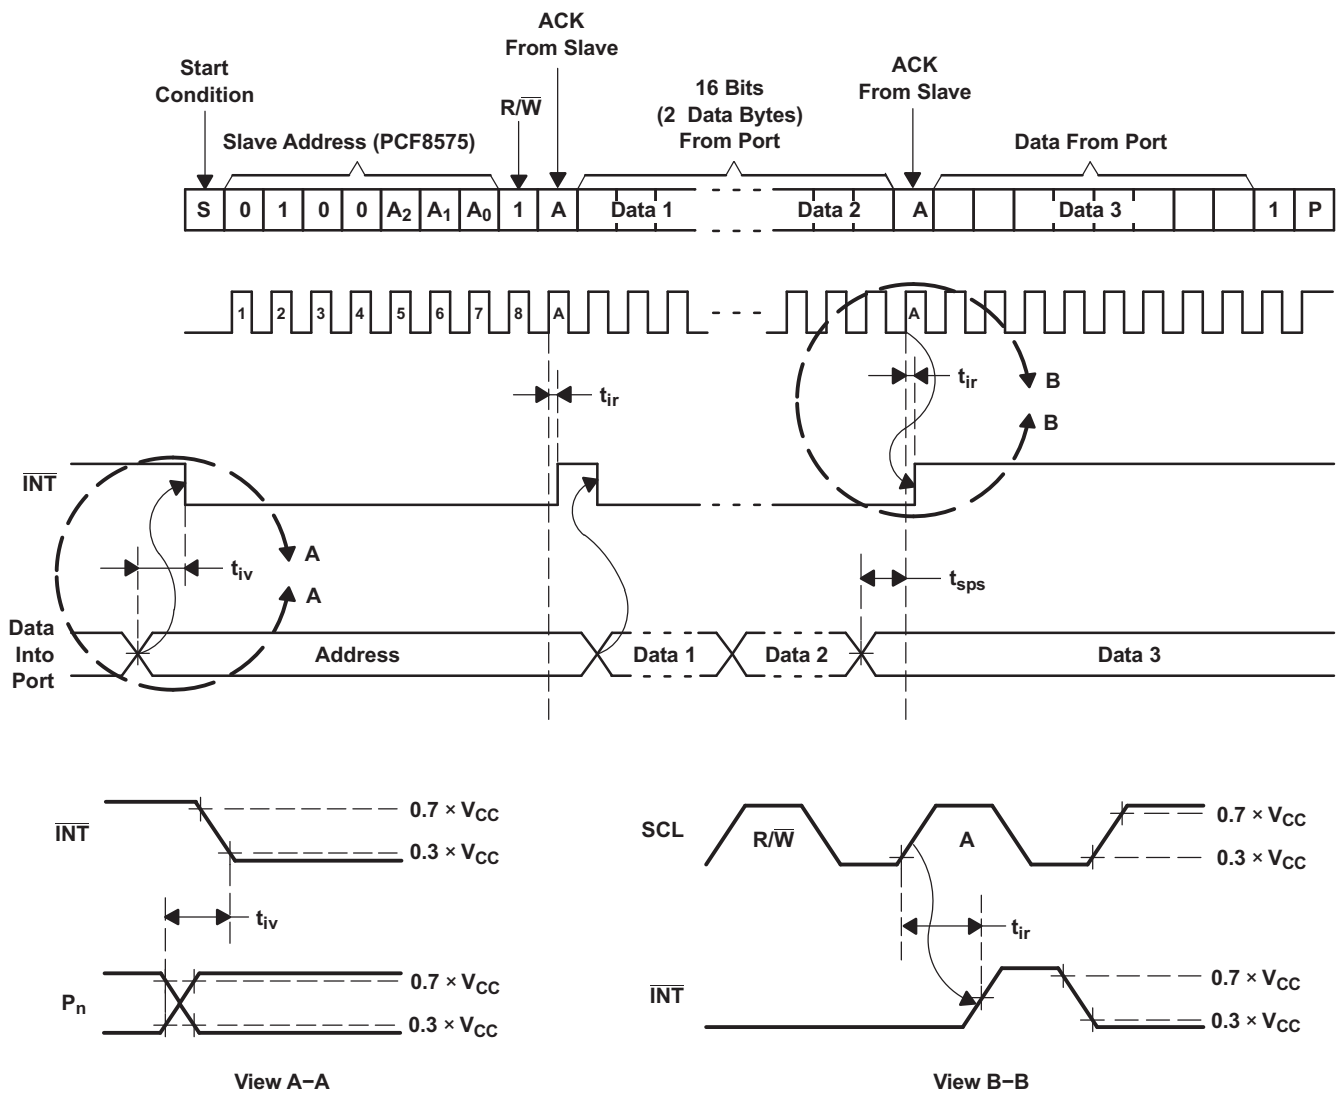 ACK
From Slave
Start
Condition
R/W̅
16 Bits
(2 Data Bytes)
From Port
ACK
From Slave
Slave Address (PCF8575)
Data From Port
S 0 1 0 0 A2 A1 A0 1 A Data 1 Data 2 A Data 3 1 P
1 2 3 4 5 6 7 8 A A
tir
tir
B
B
I̅N̅T̅
A
A
tiv
tsps
Data
Into
Port
Address Data 1 Data 2 Data 3
I̅N̅T̅
0.7 × VCC
0.3 × VCC
tiv
Pn
0.7 × VCC
0.3 × VCC
View A−A
SCL
R/W̅ A
0.7 × VCC
0.3 × VCC
tir
I̅N̅T̅
0.7 × VCC
0.3 × VCC
View B−B